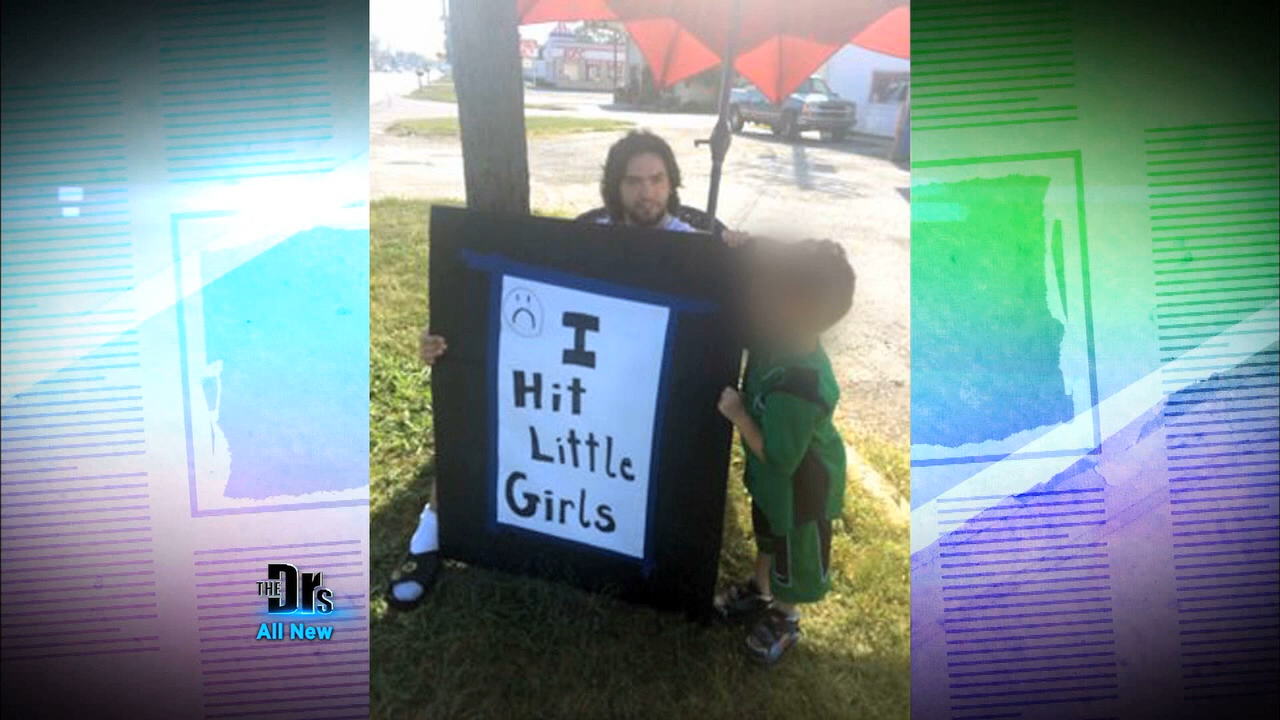 I
Hit
Little
Girls
THE Drs
All New